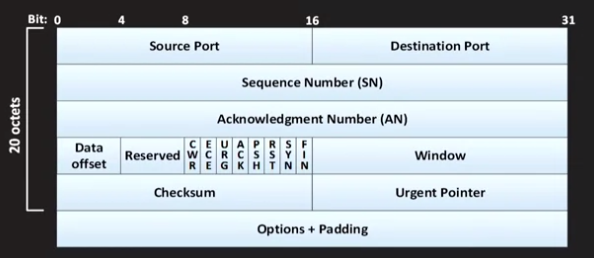 Bit: 0 4 8 16 31
Source Port Destination Port
Sequence Number (SN)
Acknowledgment Number (AN)
Data offset Reserved CWR ECE URG ACK PSH RST SYN FIN Window
Checksum Urgent Pointer
Options + Padding
20 octets